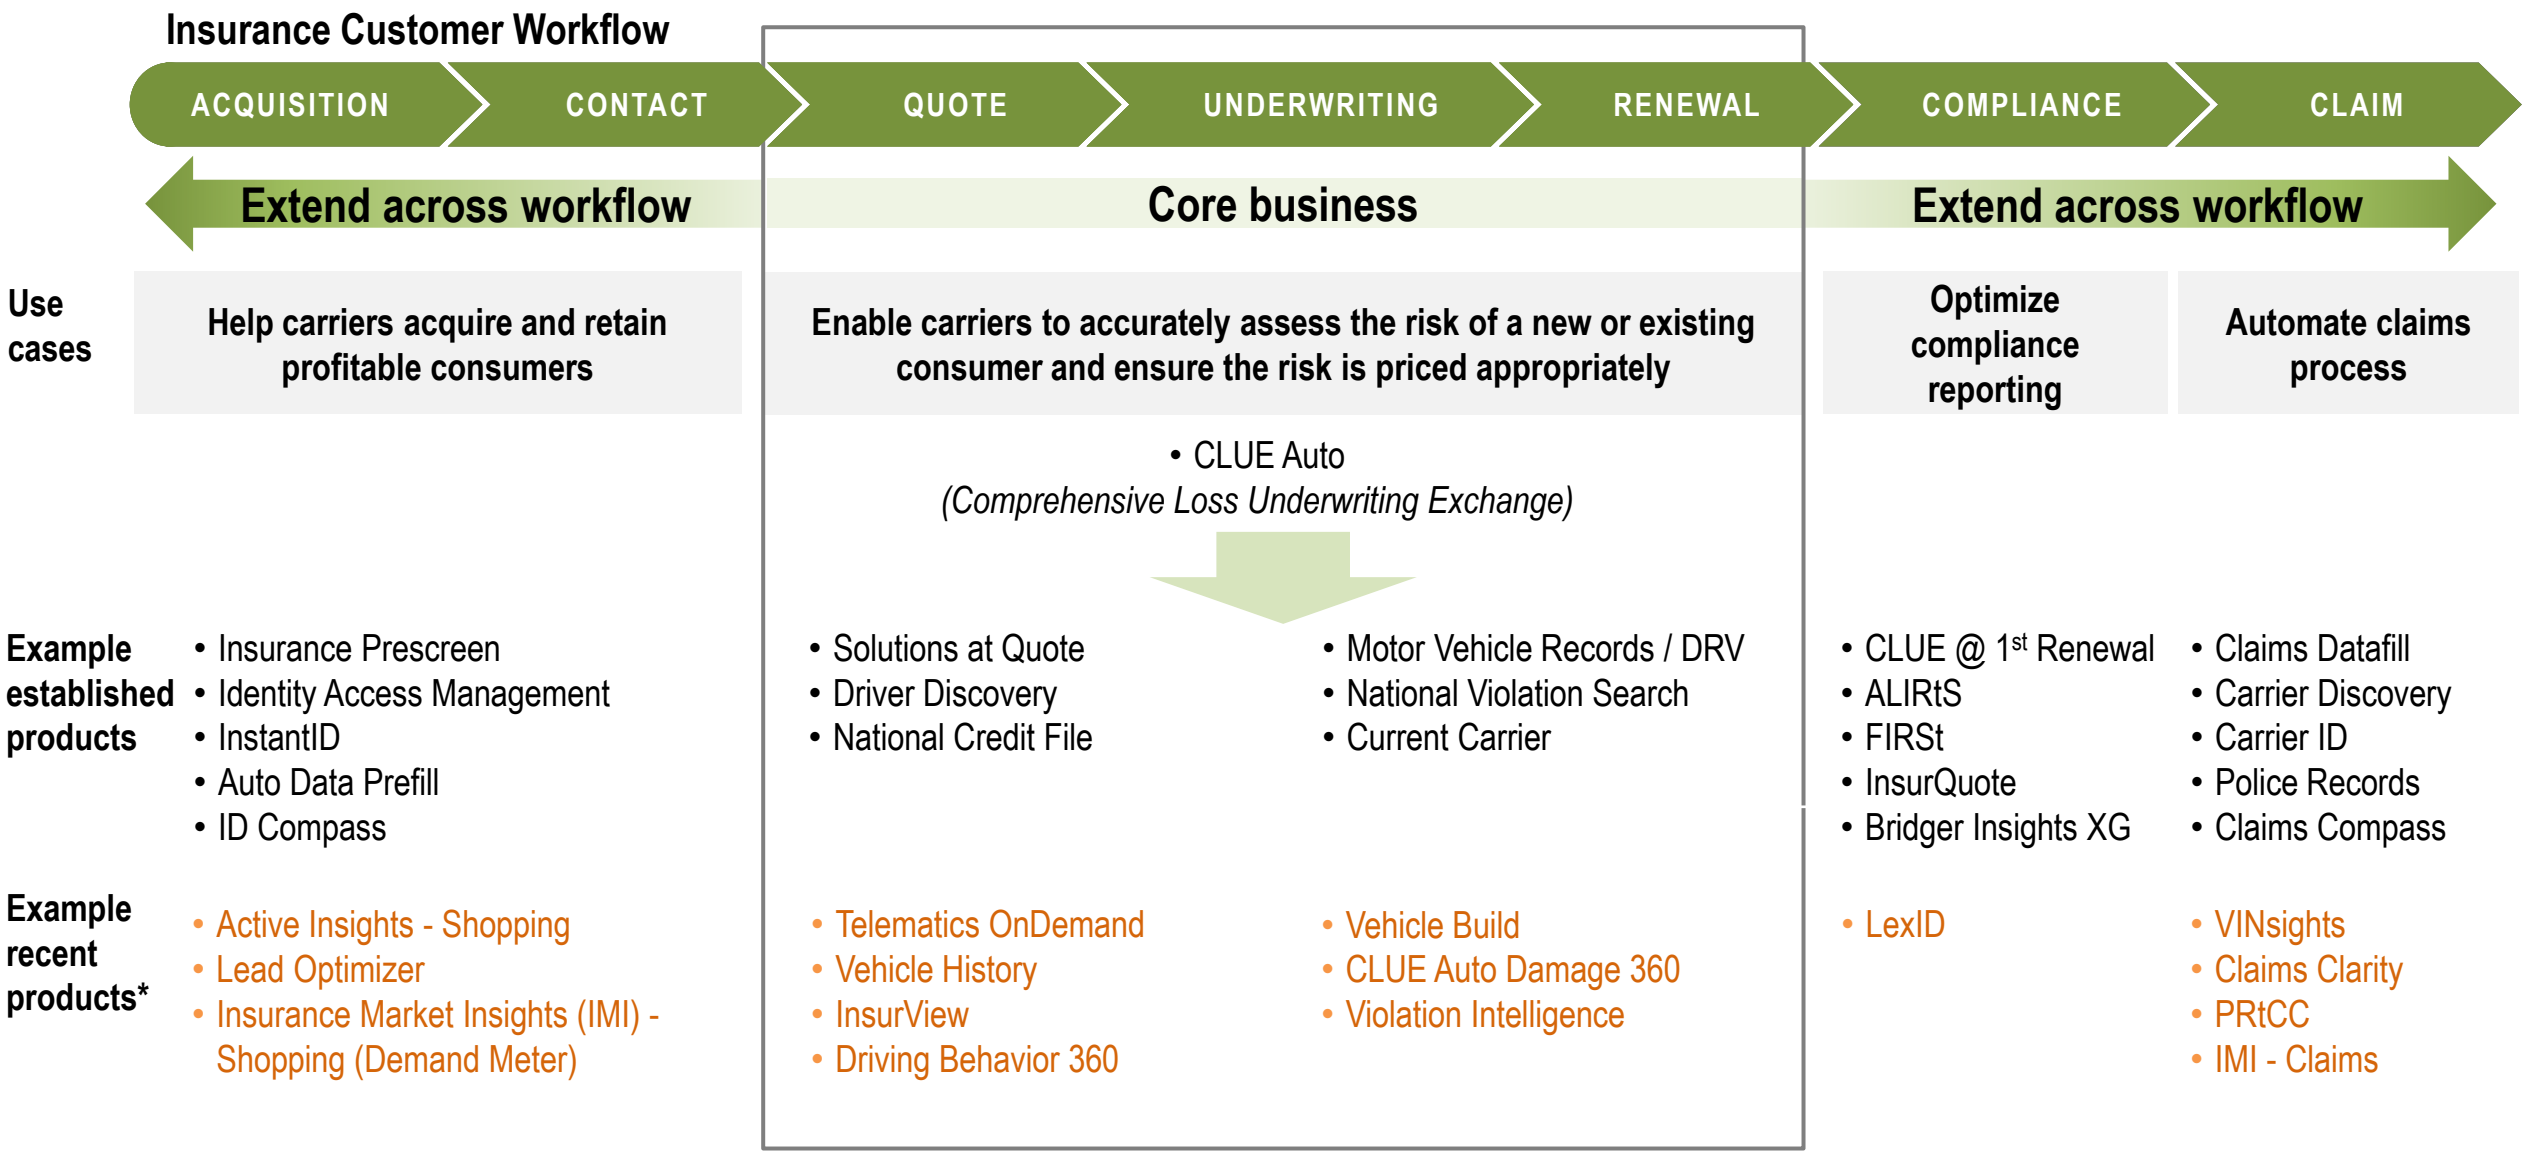 Insurance Customer Workflow
ACQUISITION
CONTACT
QUOTE
UNDERWRITING
RENEWAL
COMPLIANCE
CLAIM
Extend across workflow
Core business
Extend across workflow
Use
cases
Help carriers acquire and retain
profitable consumers
Enable carriers to accurately assess the risk of a new or existing
consumer and ensure the risk is priced appropriately
Optimize
compliance
reporting
Automate claims
process
• CLUE Auto
(Comprehensive Loss Underwriting Exchange)
Example
established
products
• Insurance Prescreen
• Identity Access Management
• InstantID
• Auto Data Prefill
• ID Compass
• Solutions at Quote
• Driver Discovery
• National Credit File
• Motor Vehicle Records / DRV
• National Violation Search
• Current Carrier
• CLUE @ 1st Renewal
• ALIRtS
• FIRSt
• InsurQuote
• Bridger Insights XG
• Claims Datafill
• Carrier Discovery
• Carrier ID
• Police Records
• Claims Compass
Example
recent
products*
• Active Insights - Shopping
• Lead Optimizer
• Insurance Market Insights (IMI) -
Shopping (Demand Meter)
• Telematics OnDemand
• Vehicle History
• InsurView
• Driving Behavior 360
• Vehicle Build
• CLUE Auto Damage 360
• Violation Intelligence
• LexID
• VINsights
• Claims Clarity
• PRtCC
• IMI - Claims